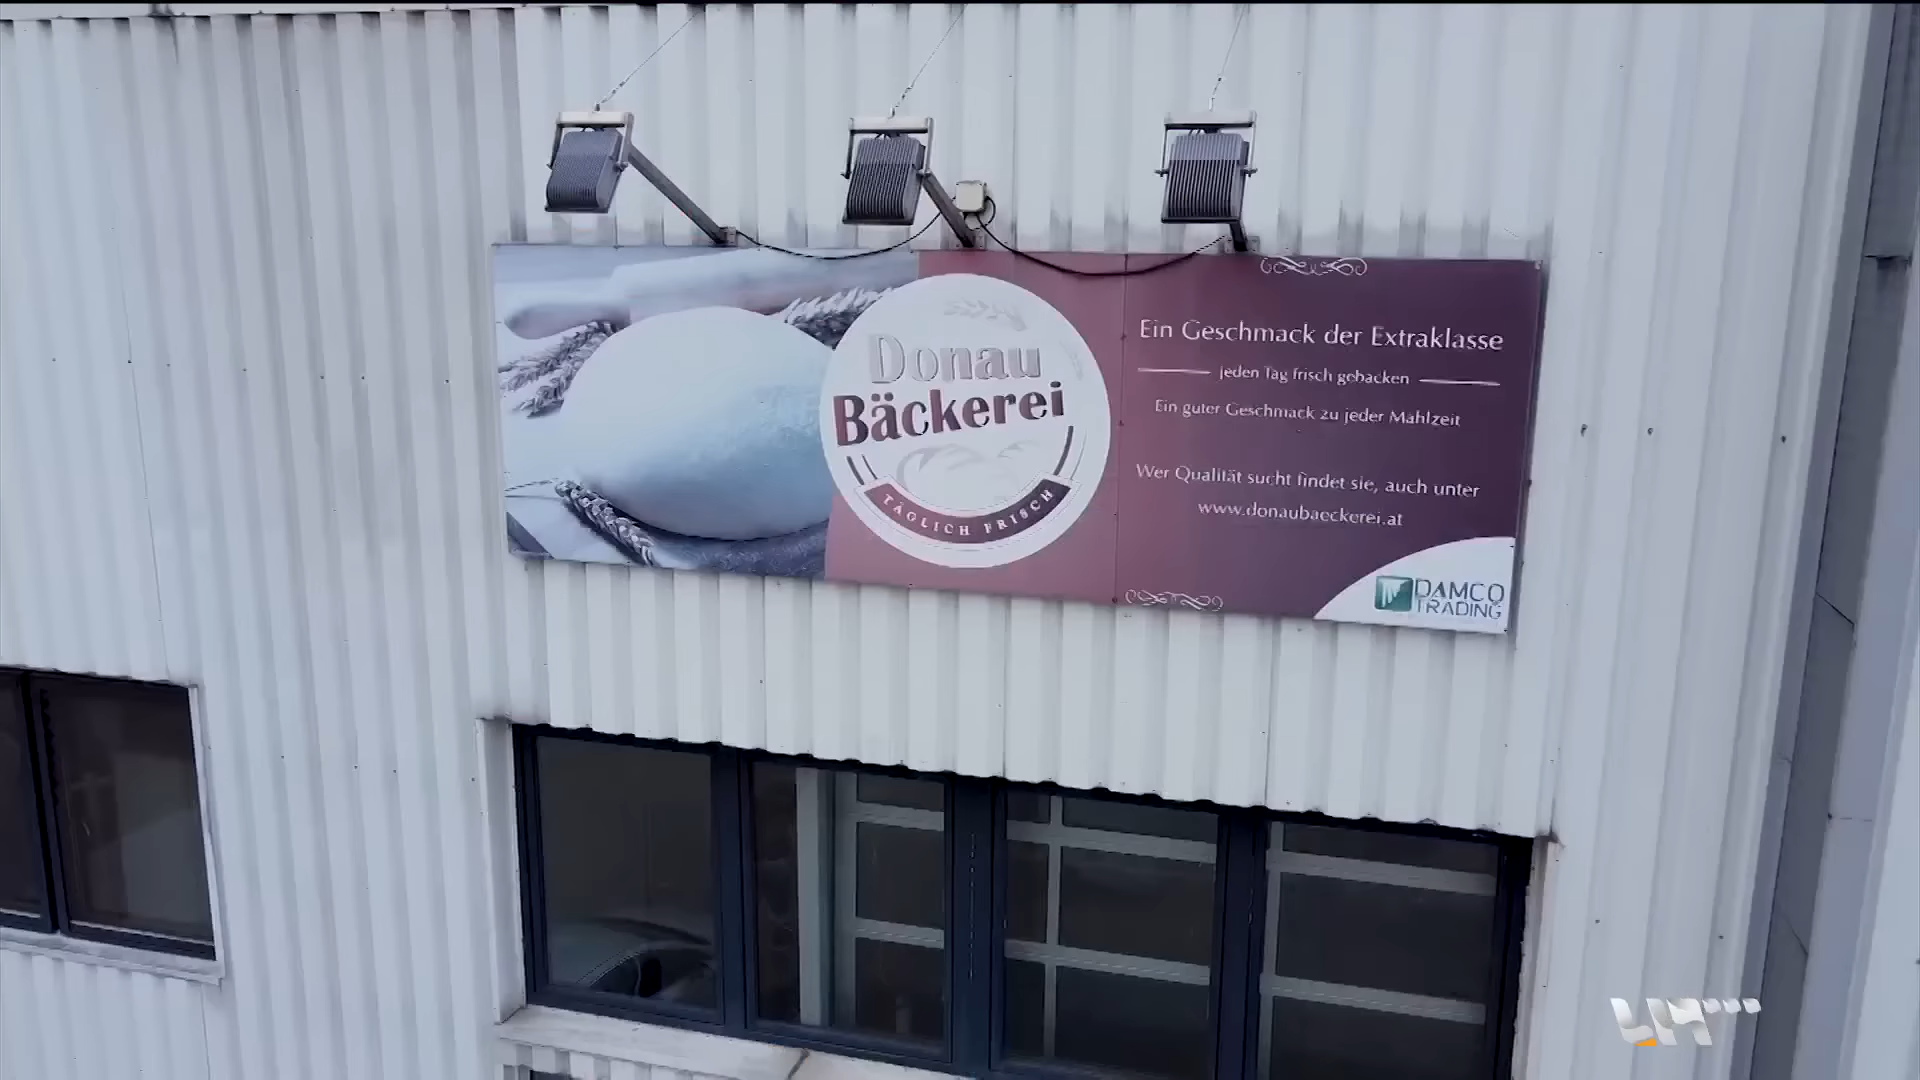 Donau
Bäckerei
TÄGLICH FRISCH
Ein Geschmack der Extraklasse
jeden Tag frisch gebacken
Ein guter Geschmack zu jeder Mahlzeit
Wer Qualität sucht findet sie, auch unter
www.donaubaeckerei.at
DAMCO
TRADING